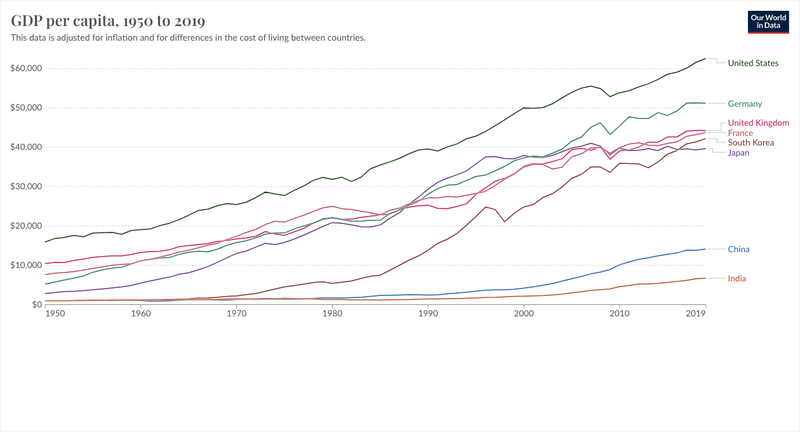 GDP per capita, 1950 to 2019
This data is adjusted for inflation and for differences in the cost of living between countries.
Our World
in Data
$60,000
$50,000
$40,000
$30,000
$20,000
$10,000
$0
United States
Germany
United Kingdom
France
South Korea
Japan
China
India
1950
1960
1970
1980
1990
2000
2010
2019